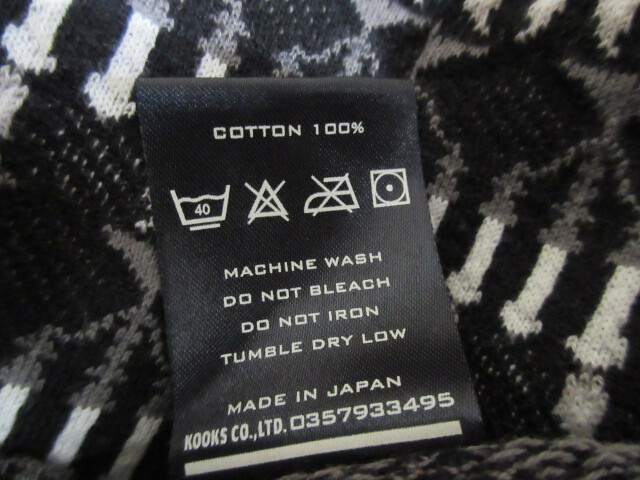 COTTON 100%
40
MACHINE WASH
DO NOT BLEACH
DO NOT IRON
TUMBLE DRY LOW
MADE IN JAPAN
KOOKS CO.,LTD.0357933495